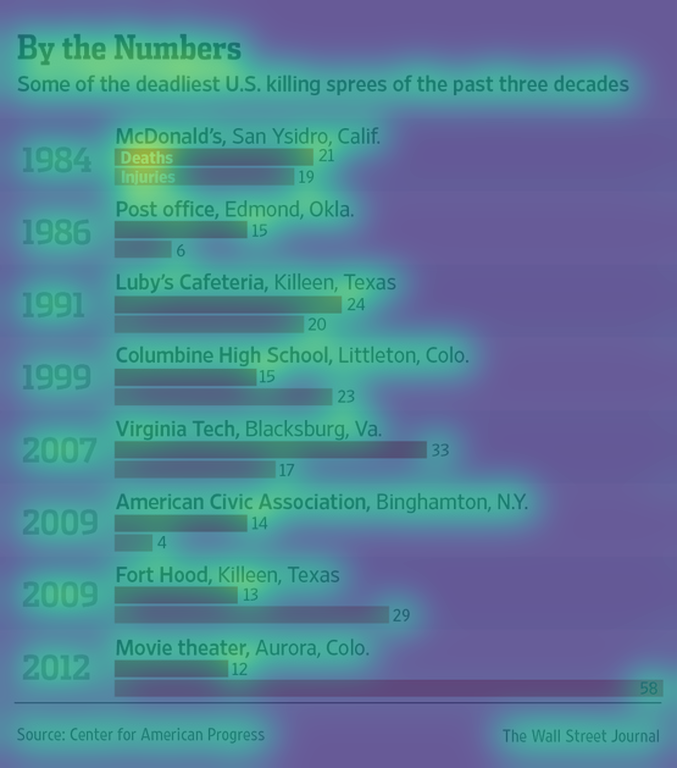 By the Numbers
Some of the deadliest U.S. killing sprees of the past three decades
1984
McDonald's, San Ysidro, Calif.
Deaths 21
Injuries 19
1986
Post office, Edmond, Okla.
15
6
1991
Luby's Cafeteria, Killeen, Texas
24
20
1999
Columbine High School, Littleton, Colo.
15
23
2007
Virginia Tech, Blacksburg, Va.
33
17
2009
American Civic Association, Binghamton, N.Y.
14
4
2009
Fort Hood, Killeen, Texas
13
29
2012
Movie theater, Aurora, Colo.
12
58
Source: Center for American Progress
The Wall Street Journal